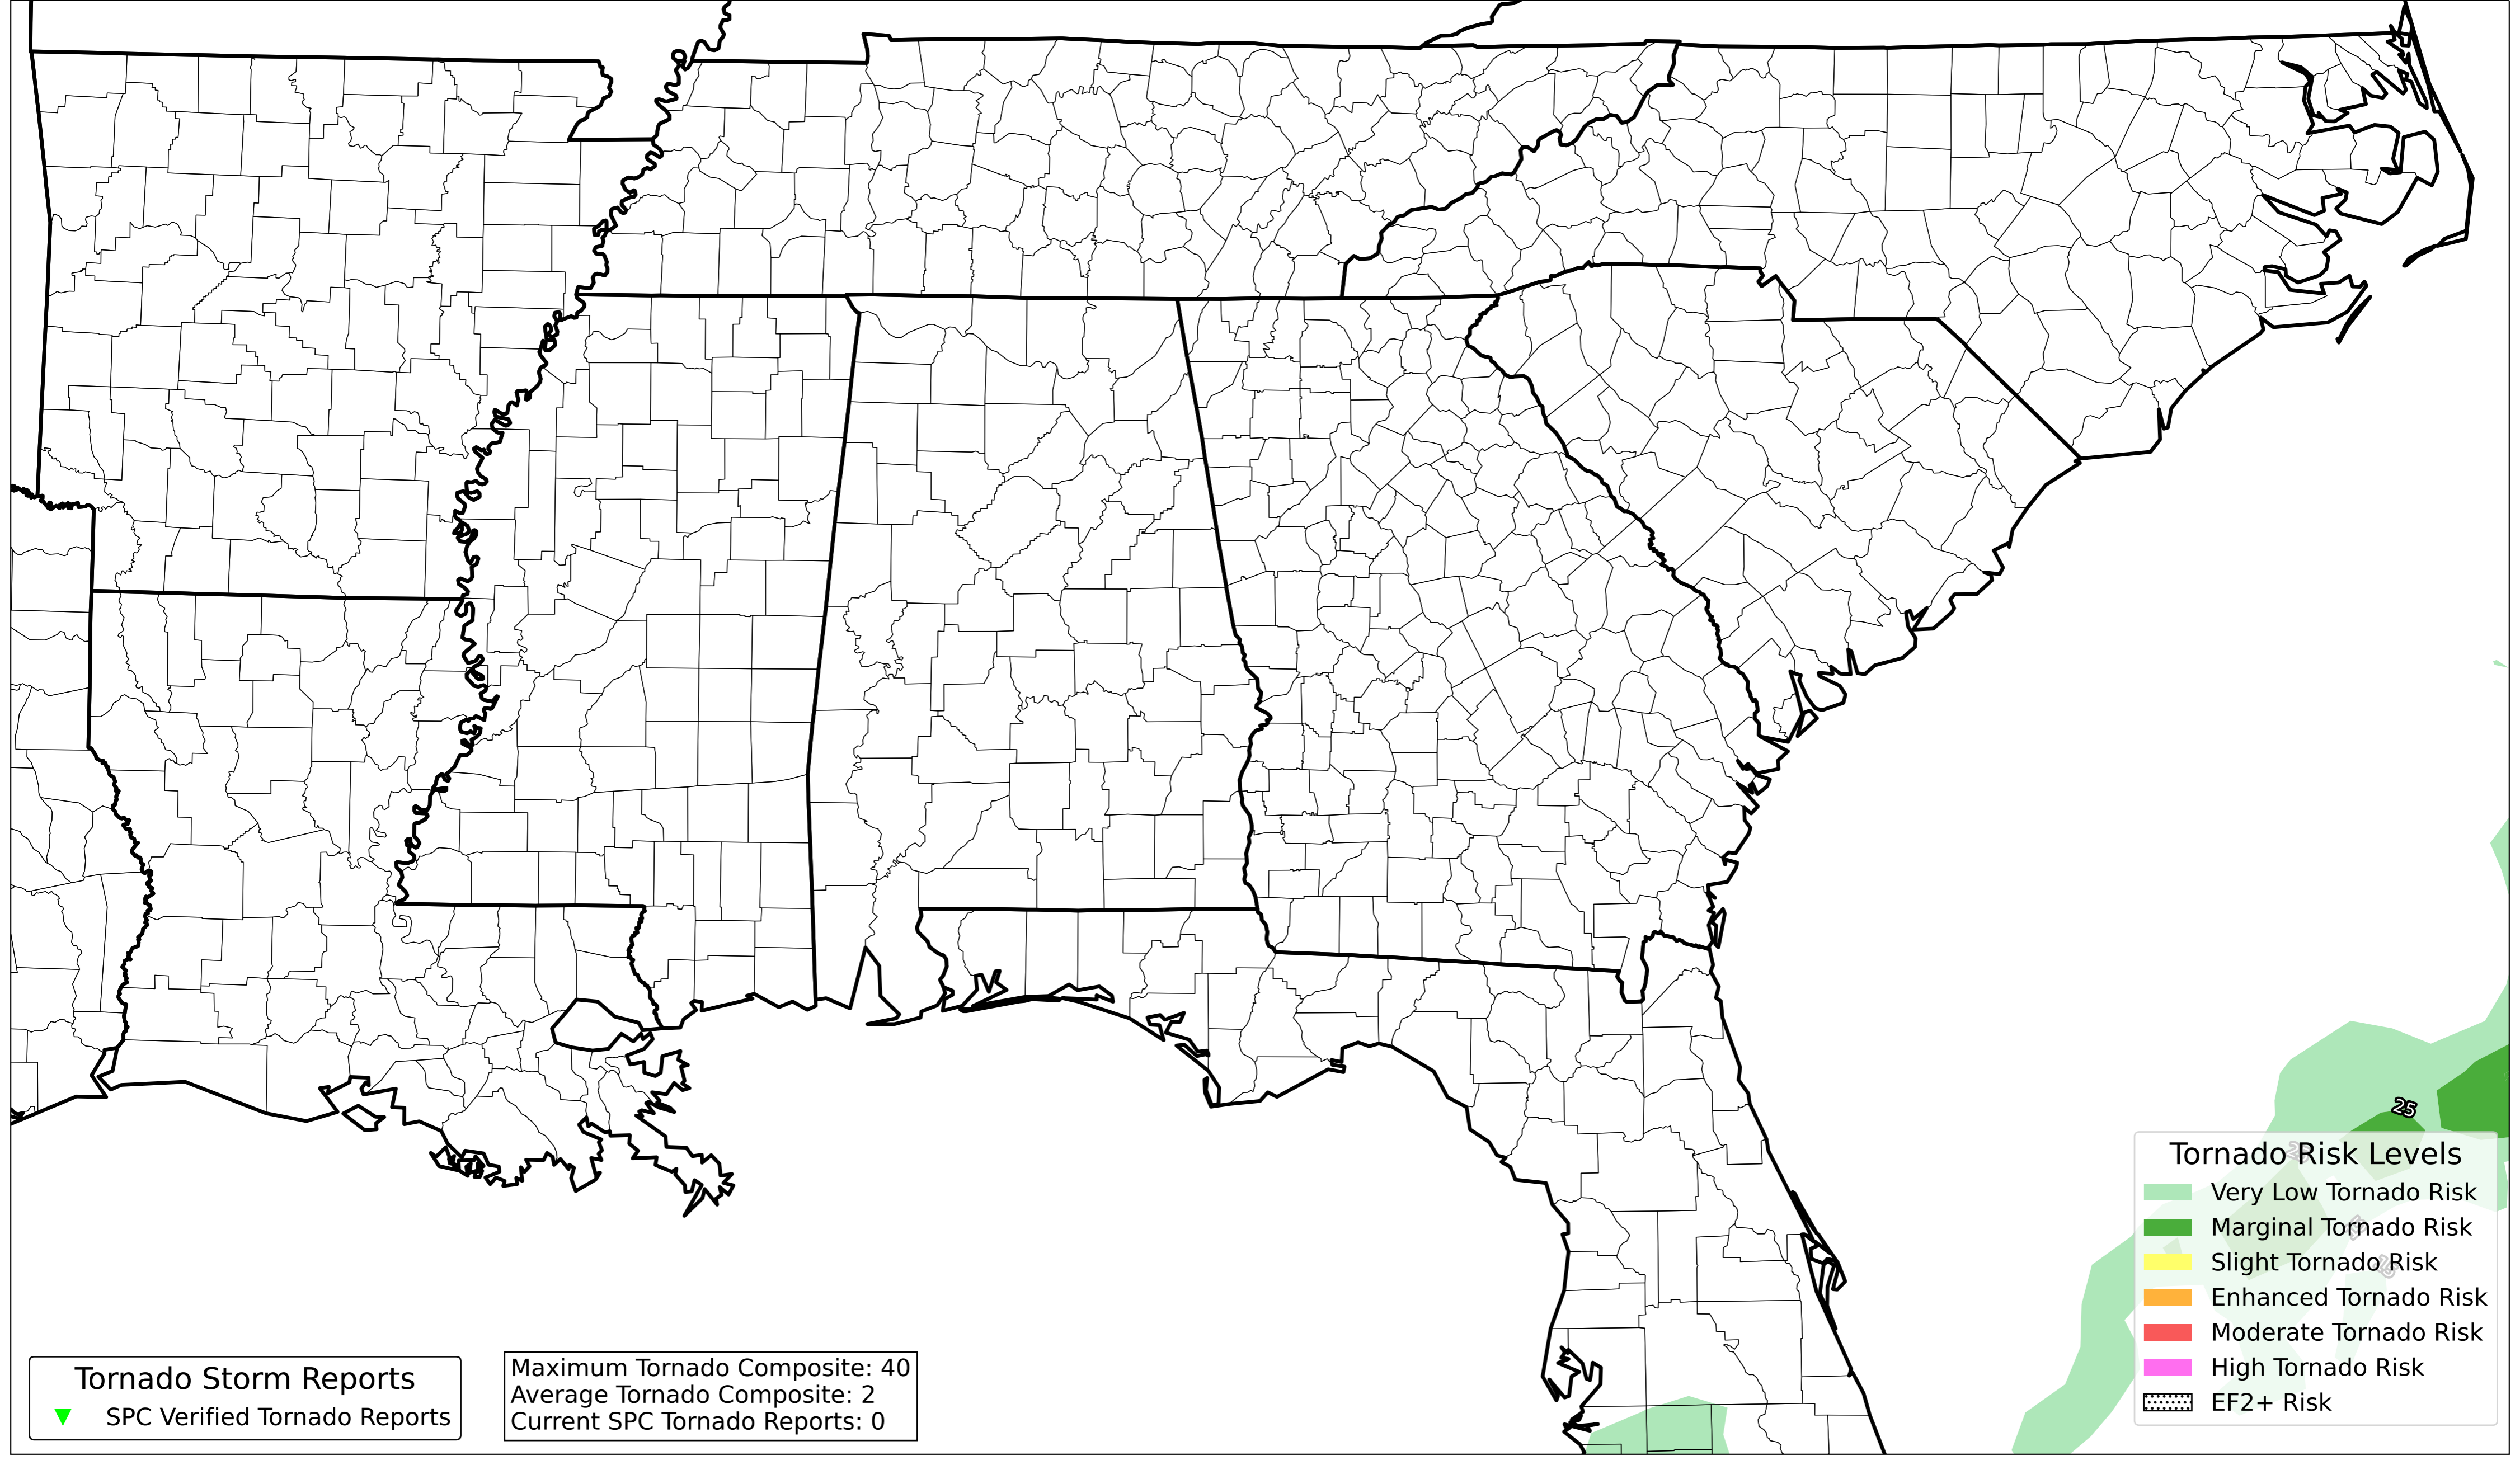 25
Tornado Risk Levels
Very Low Tornado Risk
Marginal Tornado Risk
Slight Tornado Risk
Enhanced Tornado Risk
Moderate Tornado Risk
High Tornado Risk
EF2+ Risk
Tornado Storm Reports
SPC Verified Tornado Reports
Maximum Tornado Composite: 40
Average Tornado Composite: 2
Current SPC Tornado Reports: 0